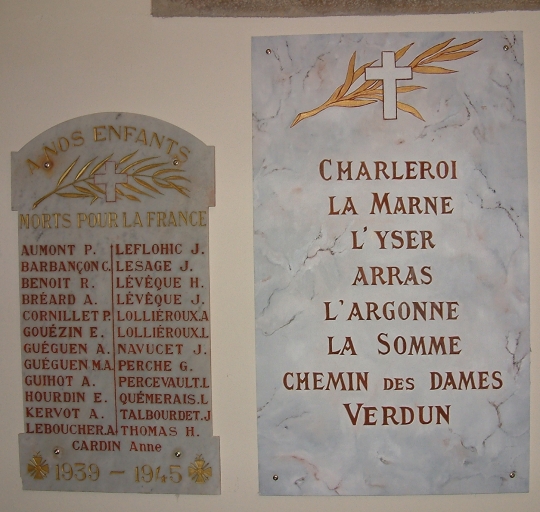 A NOS ENFANTS
MORTS POUR LA FRANCE
AUMONT P.
BARBANÇON C.
BENOIT R.
BRÉARD A.
CORNILLET P.
GOUÉZIN E.
GUÉGUEN A.
GUÉGUEN M.A.
GUIHOT A.
HOURDIN E.
KERVOT A.
LEBOUCHER.A
LEFLOHIC J.
LESAGE J.
LÉVÊQUE H.
LÉVÊQUE J.
LOLLIÉROUX.A
LOLLIÉROUX.L
NAVUCET J.
PERCHE G.
PERCEVAULT.L
QUÉMERAIS.L
TALBOURDET.J
THOMAS H.
CARDIN Anne
1939 - 1945
CHARLEROI
LA MARNE
L'YSER
ARRAS
L'ARGONNE
LA SOMME
CHEMIN DES DAMES
VERDUN